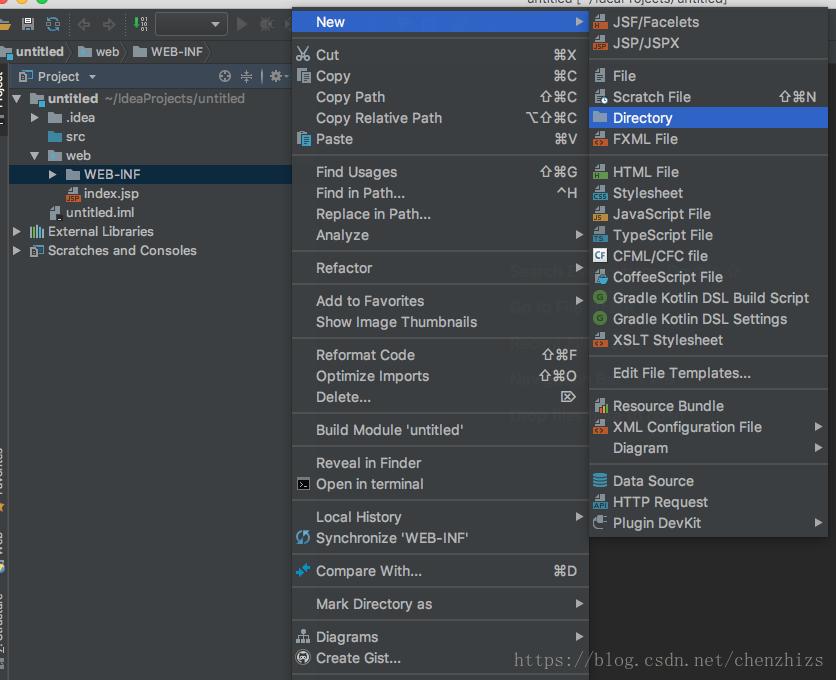 untitled [~/IdeaProjects/untitled]
untitled web WEB-INF
Project
untitled ~/IdeaProjects/untitled
.idea
src
web
WEB-INF
index.jsp
untitled.iml
External Libraries
Scratches and Consoles
New
Cut ⌘X
Copy ⌘C
Copy Path ⇧⌘C
Copy Relative Path ⌥⇧⌘C
Paste ⌘V
Find Usages ⇧⌘G
Find in Path... ^H
Replace in Path...
Analyze
Refactor
Add to Favorites
Show Image Thumbnails
Reformat Code ⇧⌘F
Optimize Imports ⇧⌘O
Delete... ⌦
Build Module 'untitled'
Reveal in Finder
Open in terminal
Local History
Synchronize 'WEB-INF'
Compare With... ⌘D
Mark Directory as
Diagrams
Create Gist...
JSF/Facelets
JSP/JSPX
File
Scratch File ⇧⌘N
Directory
FXML File
HTML File
Stylesheet
JavaScript File
TypeScript File
CFML/CFC file
CoffeeScript File
Gradle Kotlin DSL Build Script
Gradle Kotlin DSL Settings
XSLT Stylesheet
Edit File Templates...
Resource Bundle
XML Configuration File
Diagram
Data Source
HTTP Request
Plugin DevKit
https://blog.csdn.net/chenzhizs